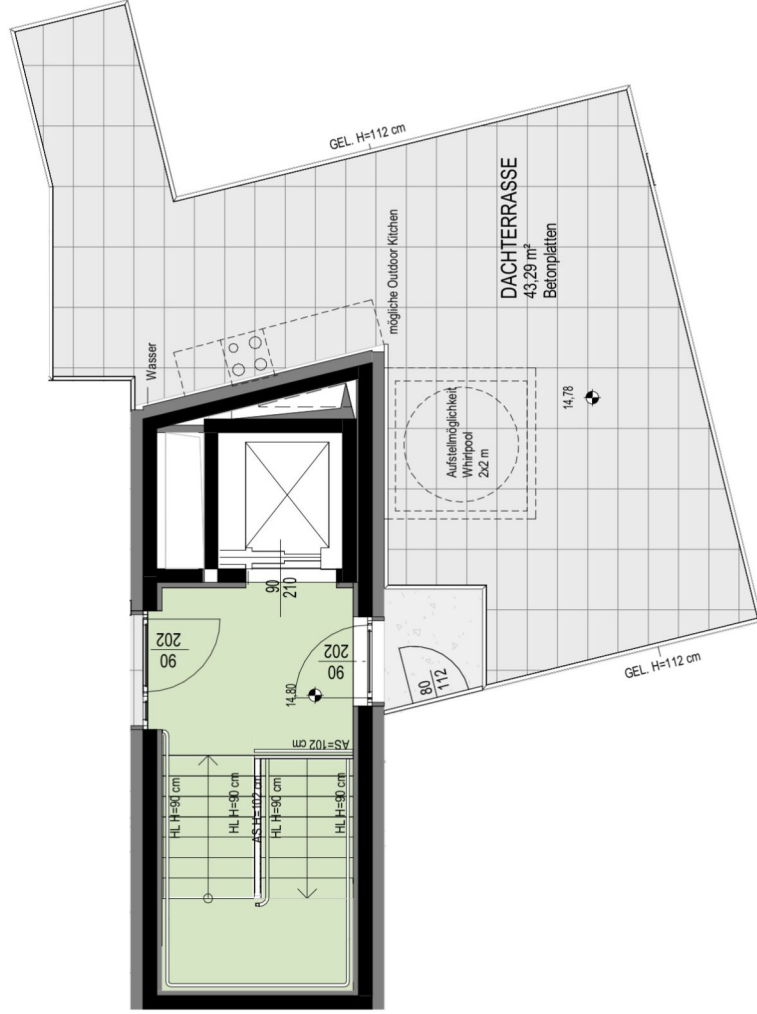 GEL. H=112 cm
DACHTERRASSE
43,29 m²
Betonplatten
mögliche Outdoor Kitchen
Wasser
Aufstellmöglichkeit
Whirlpool
2x2 m
14,78
90
210
202
90
202
90
14,80
80
112
GEL. H=112 cm
AS=102 cm
HL H=90 cm
HL H=90 cm
AS H=102 cm
HL H=90 cm
HL H=90 cm